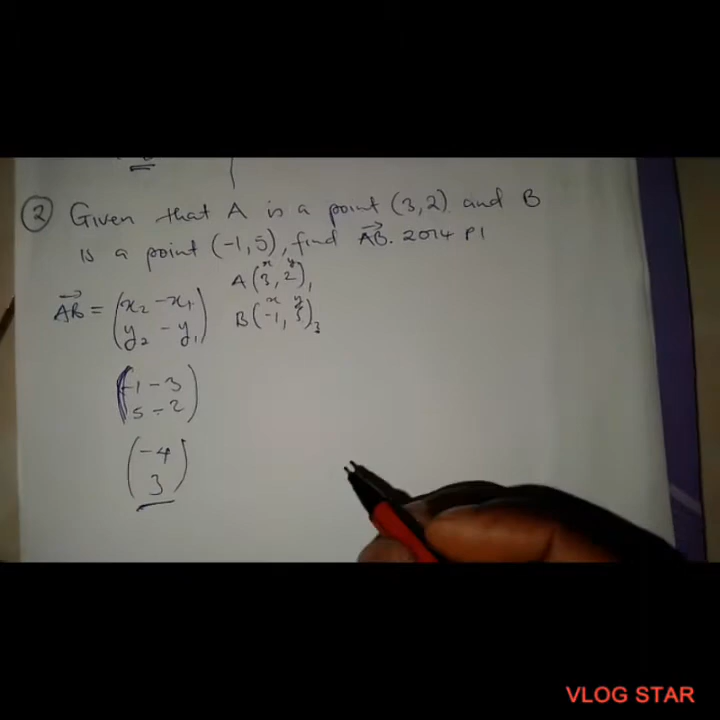 ② Given that A is a point (3,2) and B
is a point (-1,5), find AB→. 2014 P1
A(3, 2)₁
x y
AB→ = (x₂ - x₁
y₂ - y₁)
B(-1, 5)
x y
(-1 - 3
5 - 2)
(-4
3)
VLOG STAR